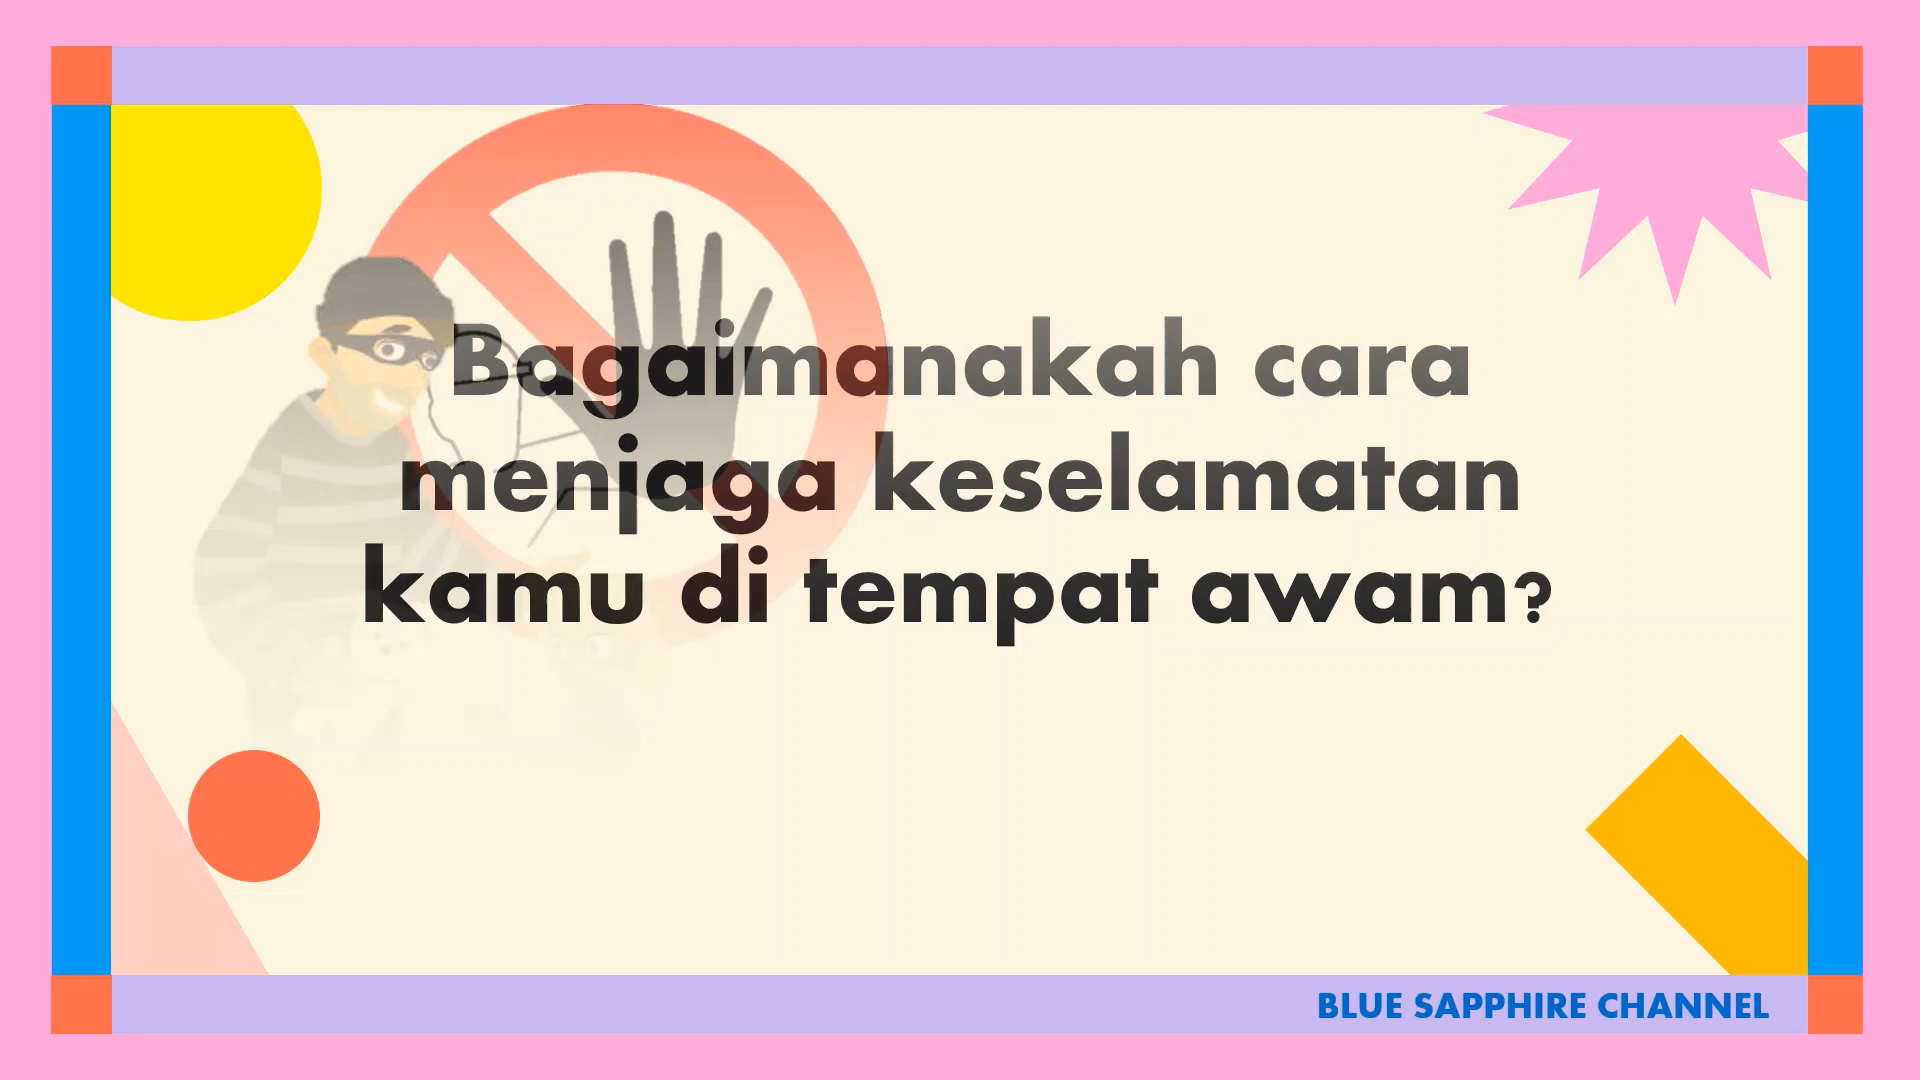 Bagaimanakah cara
menjaga keselamatan
kamu di tempat awam?
BLUE SAPPHIRE CHANNEL